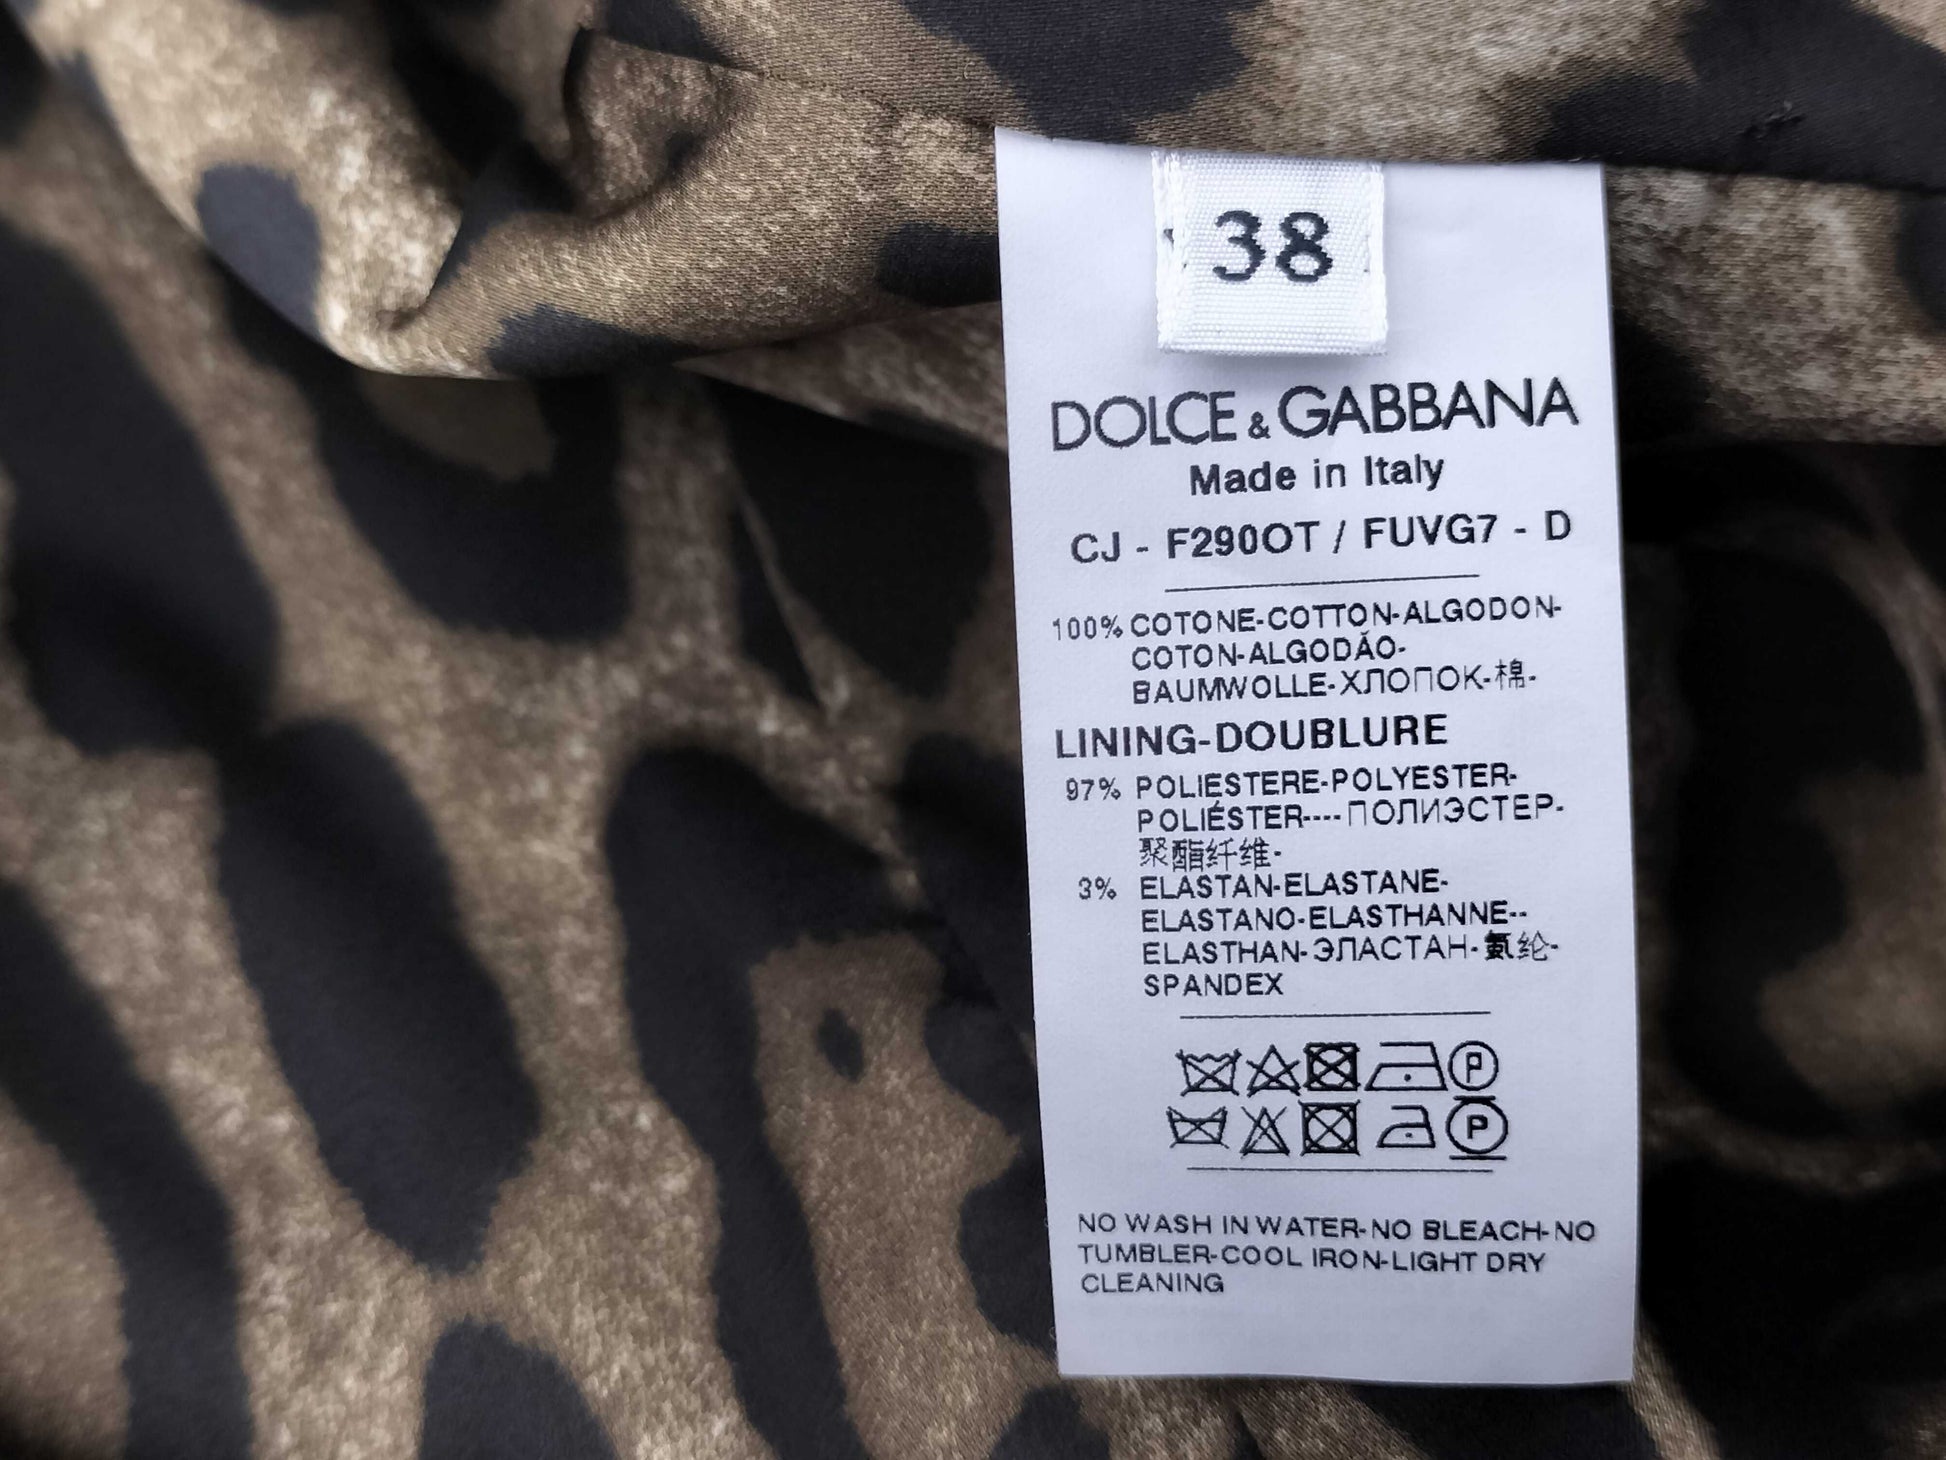 38
DOLCE & GABBANA
Made in Italy
CJ - F290OT / FUVG7 - D
100% COTONE-COTTON-ALGODON-
COTON-ALGODÃO-
BAUMWOLLE-ХЛОПОК-棉-
LINING-DOUBLURE
97% POLIESTERE-POLYESTER-
POLIÉSTER----ПОЛИЭСТЕР-
聚酯纤维-
3% ELASTAN-ELASTANE-
ELASTANO-ELASTHANNE--
ELASTHAN-ЭЛАСТАН-氨纶-
SPANDEX
P
P
NO WASH IN WATER-NO BLEACH-NO
TUMBLER-COOL IRON-LIGHT DRY
CLEANING